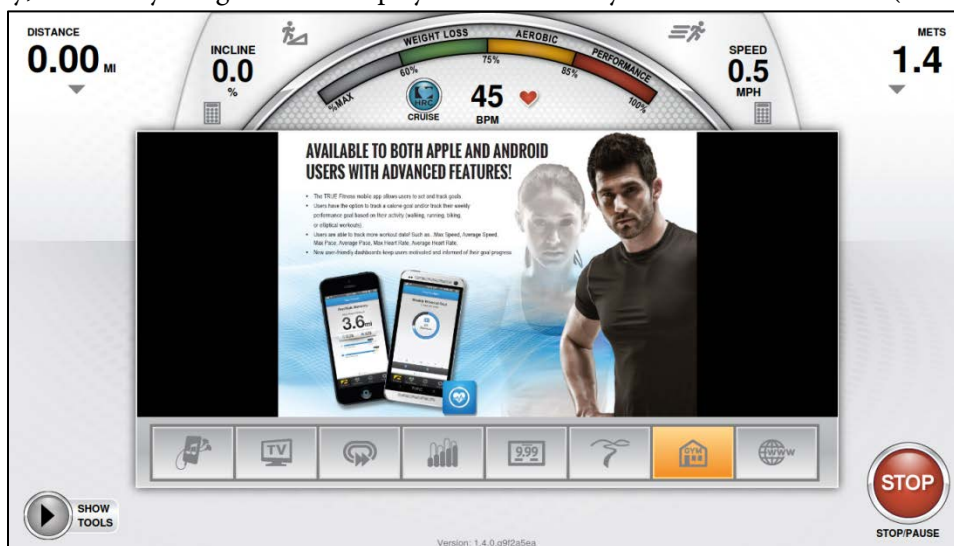 DISTANCE
0.00 MI
INCLINE
0.0
%
WEIGHT LOSS
AEROBIC
PERFORMANCE
%MAX
60%
75%
85%
100%
HRC
CRUISE
45
BPM
SPEED
0.5
MPH
METS
1.4
AVAILABLE TO BOTH APPLE AND ANDROID
USERS WITH ADVANCED FEATURES!
• The TRUE Fitness mobile app allows users to set and track goals.
• Users have the option to track a calorie goal and/or track their weekly
performance goal based on their activity (walking, running, biking,
or elliptical workouts).
• Users are able to track more workout data! Such as...Max Speed, Average Speed,
Max Pace, Average Pace, Max Heart Rate, Average Heart Rate.
• New user-friendly dashboards keep users motivated and informed of their goal progress
3.6mi
TV
9.99
GYM
WWW
SHOW
TOOLS
STOP
STOP/PAUSE
Version: 1.4.0.g9f2a5ea